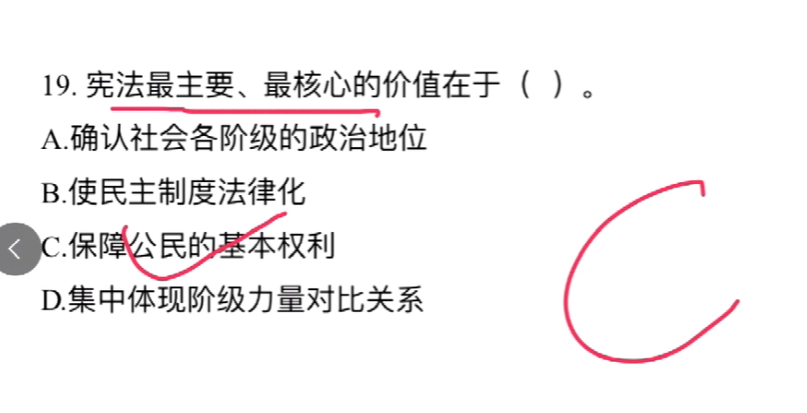 19. 宪法最主要、最核心的价值在于（ ）。
A.确认社会各阶级的政治地位
B.使民主制度法律化
C.保障公民的基本权利
D.集中体现阶级力量对比关系
C